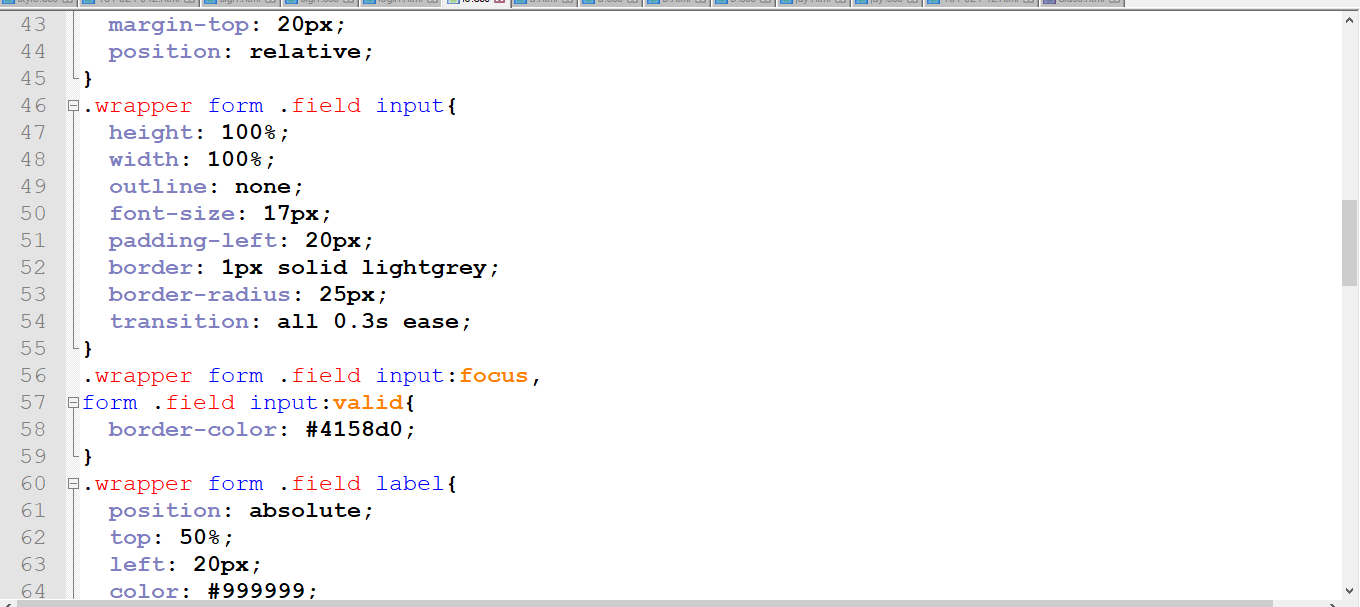 43 margin-top: 20px;
44 position: relative;
45 }
46 .wrapper form .field input{
47 height: 100%;
48 width: 100%;
49 outline: none;
50 font-size: 17px;
51 padding-left: 20px;
52 border: 1px solid lightgrey;
53 border-radius: 25px;
54 transition: all 0.3s ease;
55 }
56 .wrapper form .field input:focus,
57 form .field input:valid{
58 border-color: #4158d0;
59 }
60 .wrapper form .field label{
61 position: absolute;
62 top: 50%;
63 left: 20px;
64 color: #999999;